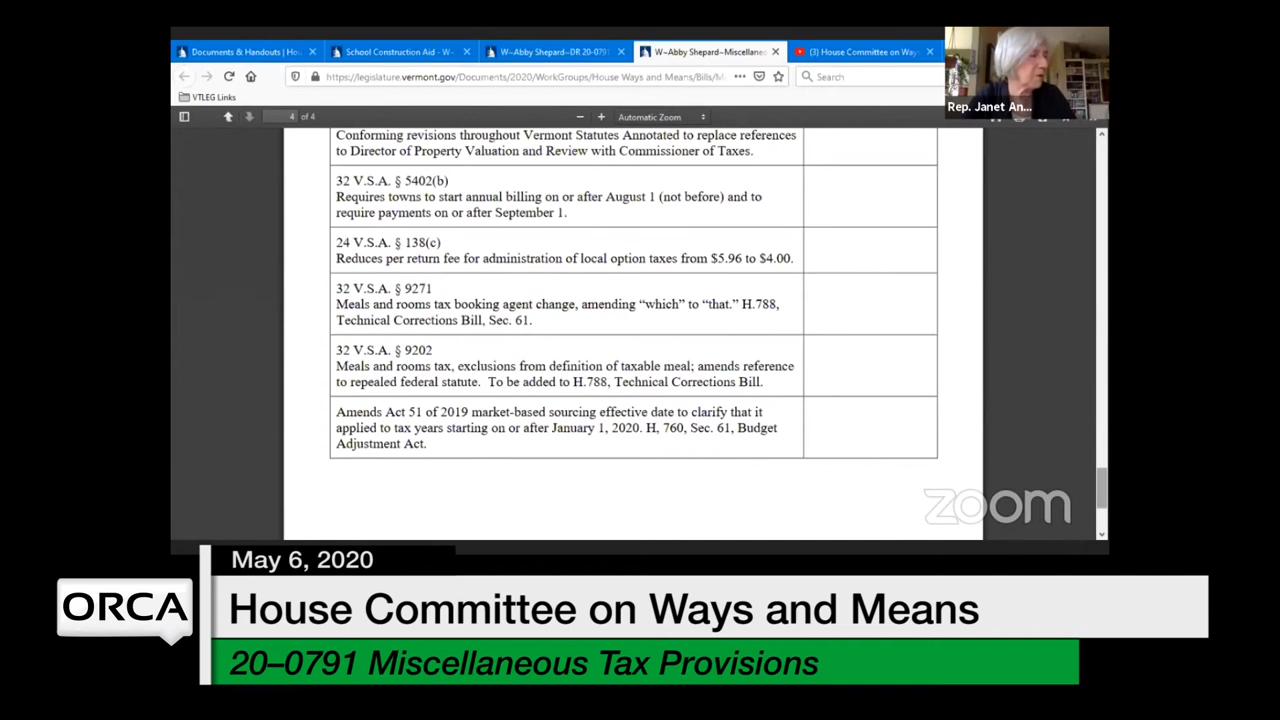 Documents & Handouts | Hou
School Construction Aid - W-
W~Abby Shepard~DR 20-0791
W~Abby Shepard~Miscellaneo
(3) House Committee on Way
https://legislature.vermont.gov/Documents/2020/WorkGroups/House Ways and Means/Bills/M
Search
VTLEG Links
4 of 4
Automatic Zoom
Rep. Janet An...
Conforming revisions throughout Vermont Statutes Annotated to replace references
to Director of Property Valuation and Review with Commissioner of Taxes.
32 V.S.A. § 5402(b)
Requires towns to start annual billing on or after August 1 (not before) and to
require payments on or after September 1.
24 V.S.A. § 138(c)
Reduces per return fee for administration of local option taxes from $5.96 to $4.00.
32 V.S.A. § 9271
Meals and rooms tax booking agent change, amending “which” to “that.” H.788,
Technical Corrections Bill, Sec. 61.
32 V.S.A. § 9202
Meals and rooms tax, exclusions from definition of taxable meal; amends reference
to repealed federal statute. To be added to H.788, Technical Corrections Bill.
Amends Act 51 of 2019 market-based sourcing effective date to clarify that it
applied to tax years starting on or after January 1, 2020. H, 760, Sec. 61, Budget
Adjustment Act.
zoom
May 6, 2020
ORCA
House Committee on Ways and Means
20–0791 Miscellaneous Tax Provisions